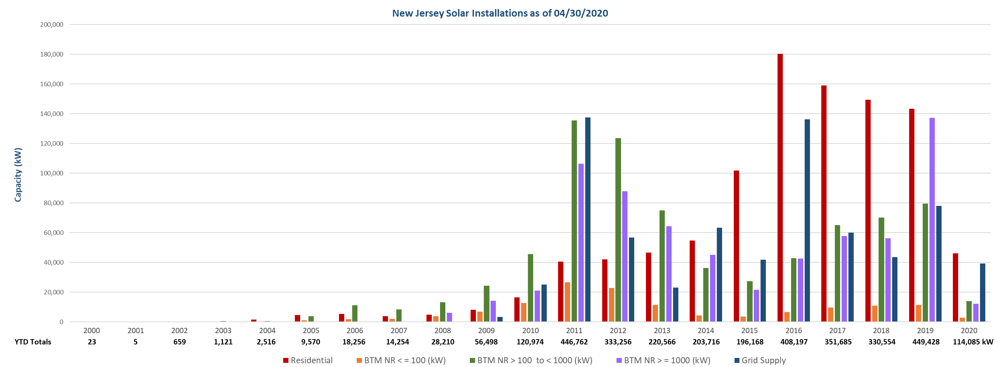 New Jersey Solar Installations as of 04/30/2020
Capacity (kW)
200,000
180,000
160,000
140,000
120,000
100,000
80,000
60,000
40,000
20,000
0
2000 2001 2002 2003 2004 2005 2006 2007 2008 2009 2010 2011 2012 2013 2014 2015 2016 2017 2018 2019 2020
YTD Totals 23 5 659 1,121 2,516 9,570 18,256 14,254 28,210 56,498 120,974 446,762 333,256 220,566 203,716 196,168 408,197 351,685 330,554 449,428 114,085 kW
Residential BTM NR < = 100 (kW) BTM NR > 100 to < 1000 (kW) BTM NR > = 1000 (kW) Grid Supply